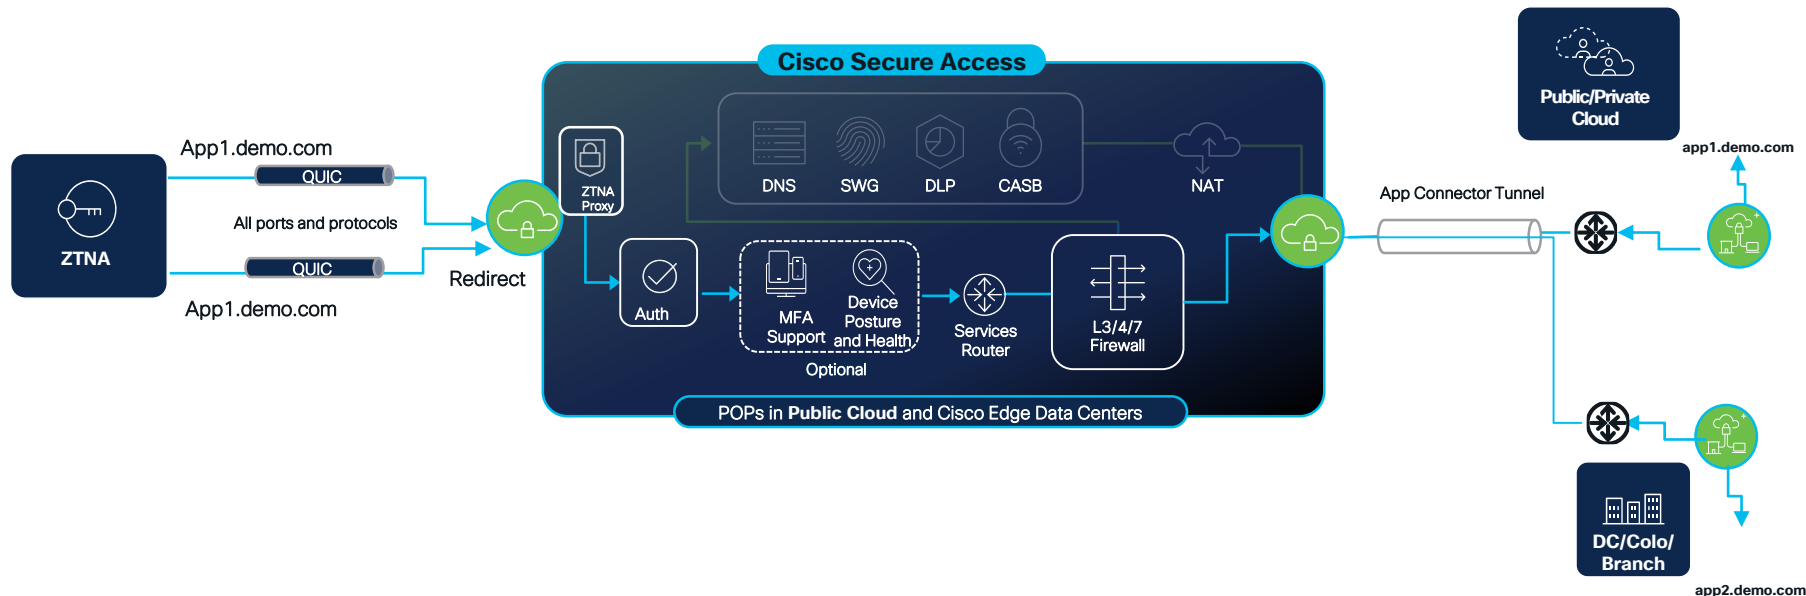 Cisco Secure Access
Public/Private
Cloud
app1.demo.com
App1.demo.com
QUIC
ZTNA
All ports and protocols
QUIC
App1.demo.com
Redirect
ZTNA
Proxy
DNS
SWG
DLP
CASB
NAT
Auth
MFA
Support
Device
Posture
and Health
Optional
Services
Router
L3/4/7
Firewall
POPs in Public Cloud and Cisco Edge Data Centers
App Connector Tunnel
DC/Colo/
Branch
app2.demo.com